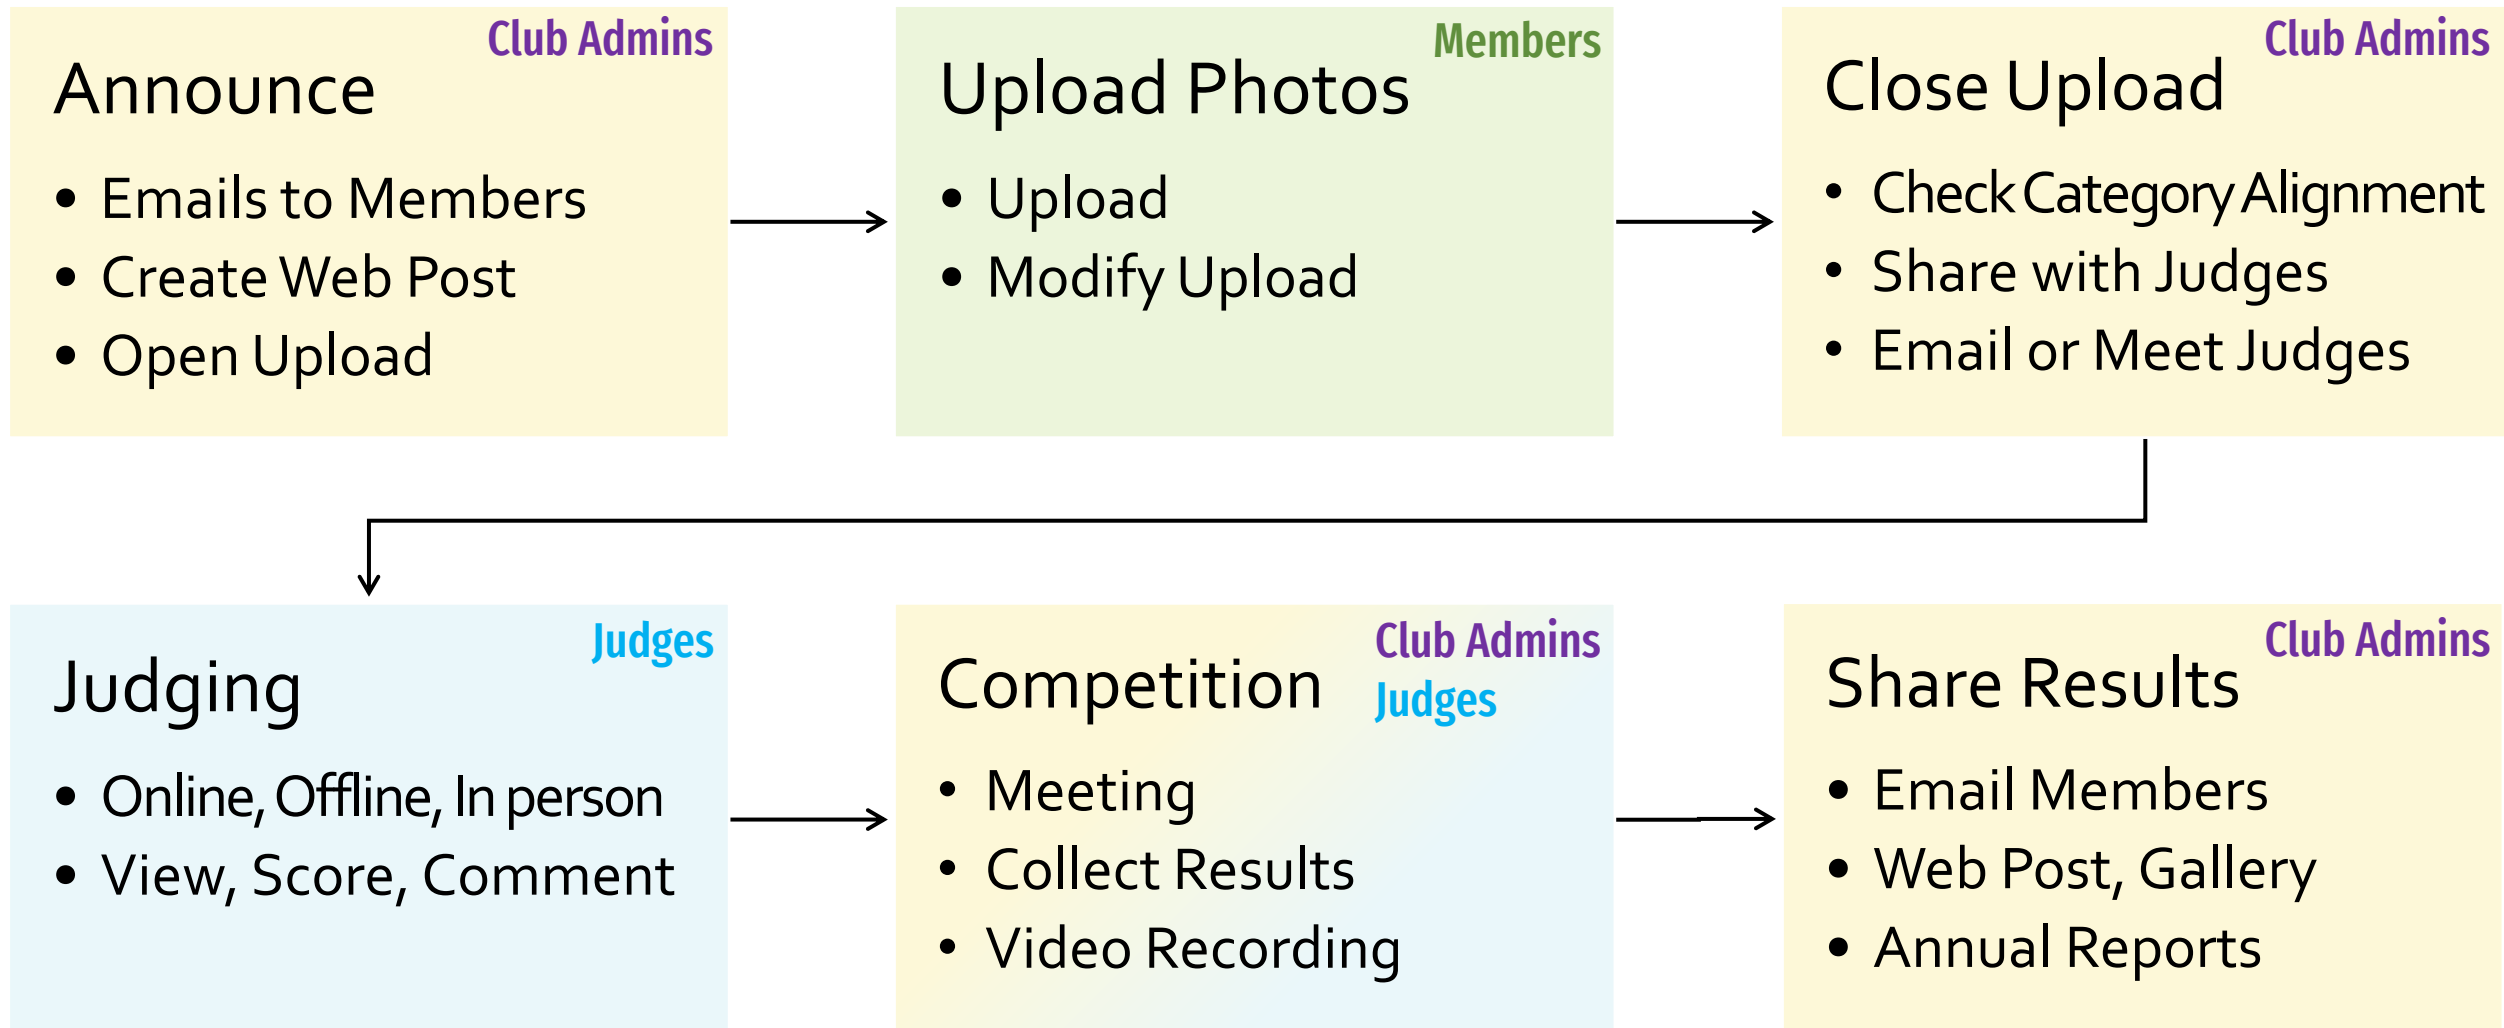 Club Admins
Announce
• Emails to Members
• Create Web Post
• Open Upload
Members
Upload Photos
• Upload
• Modify Upload
Club Admins
Close Upload
• Check Category Alignment
• Share with Judges
• Email or Meet Judges
Judges
Judging
• Online, Offline, In person
• View, Score, Comment
Club Admins
Competition
Judges
• Meeting
• Collect Results
• Video Recording
Club Admins
Share Results
• Email Members
• Web Post, Gallery
• Annual Reports